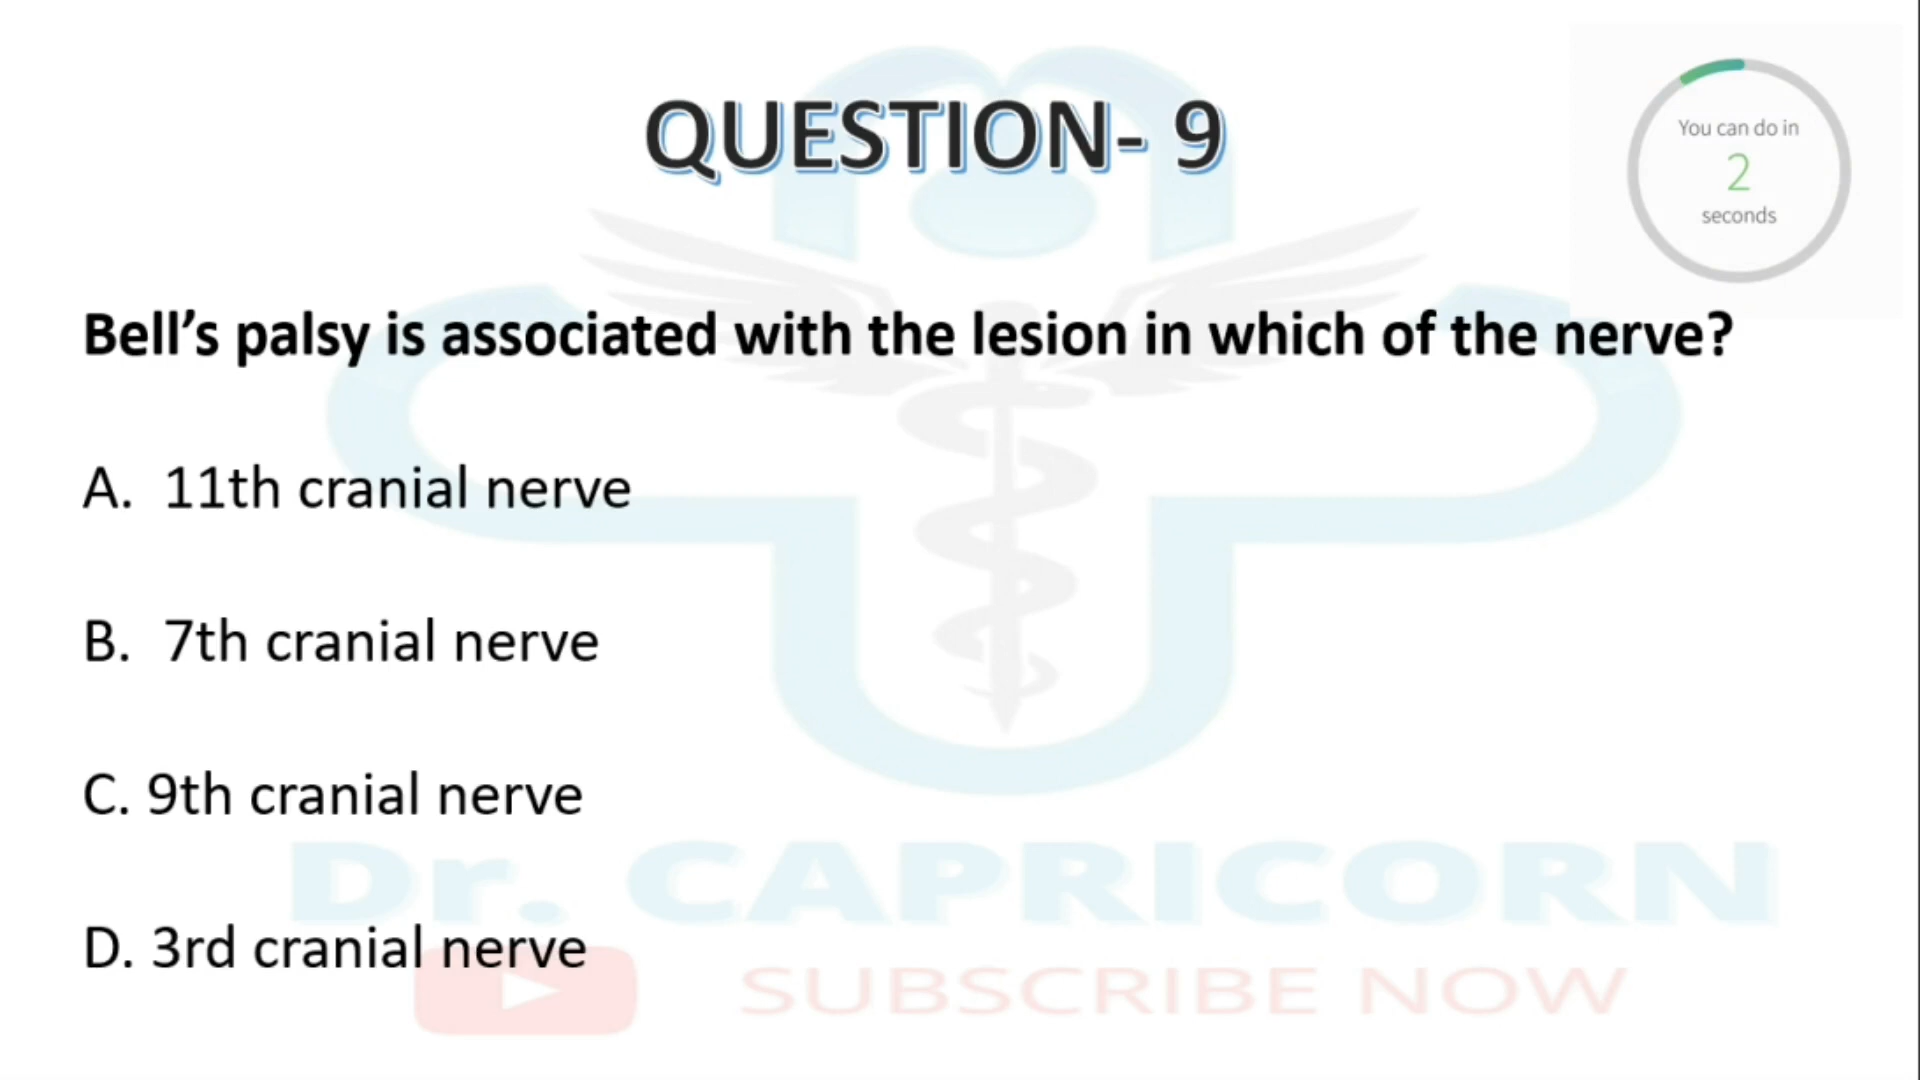 QUESTION- 9
You can do in
2
seconds
Bell’s palsy is associated with the lesion in which of the nerve?
A. 11th cranial nerve
B. 7th cranial nerve
C. 9th cranial nerve
D. 3rd cranial nerve
Dr. CAPRICORN
SUBSCRIBE NOW